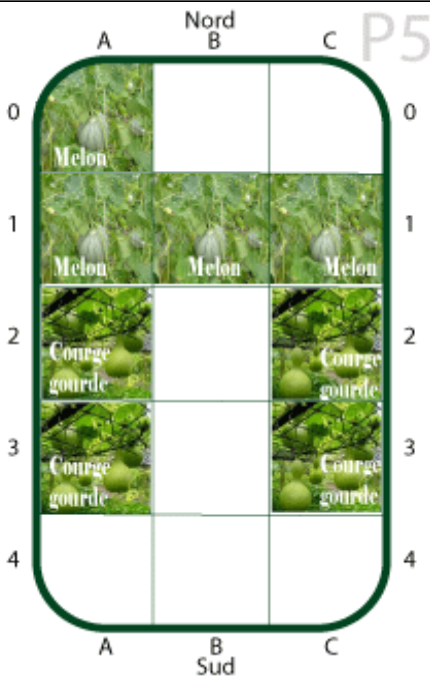 Nord
P5
A B C
0 0
Melon
1 1
Melon Melon Melon
2 2
Courge Courge
gourde gourde
3 3
Courge Courge
gourde gourde
4 4
A B C
Sud